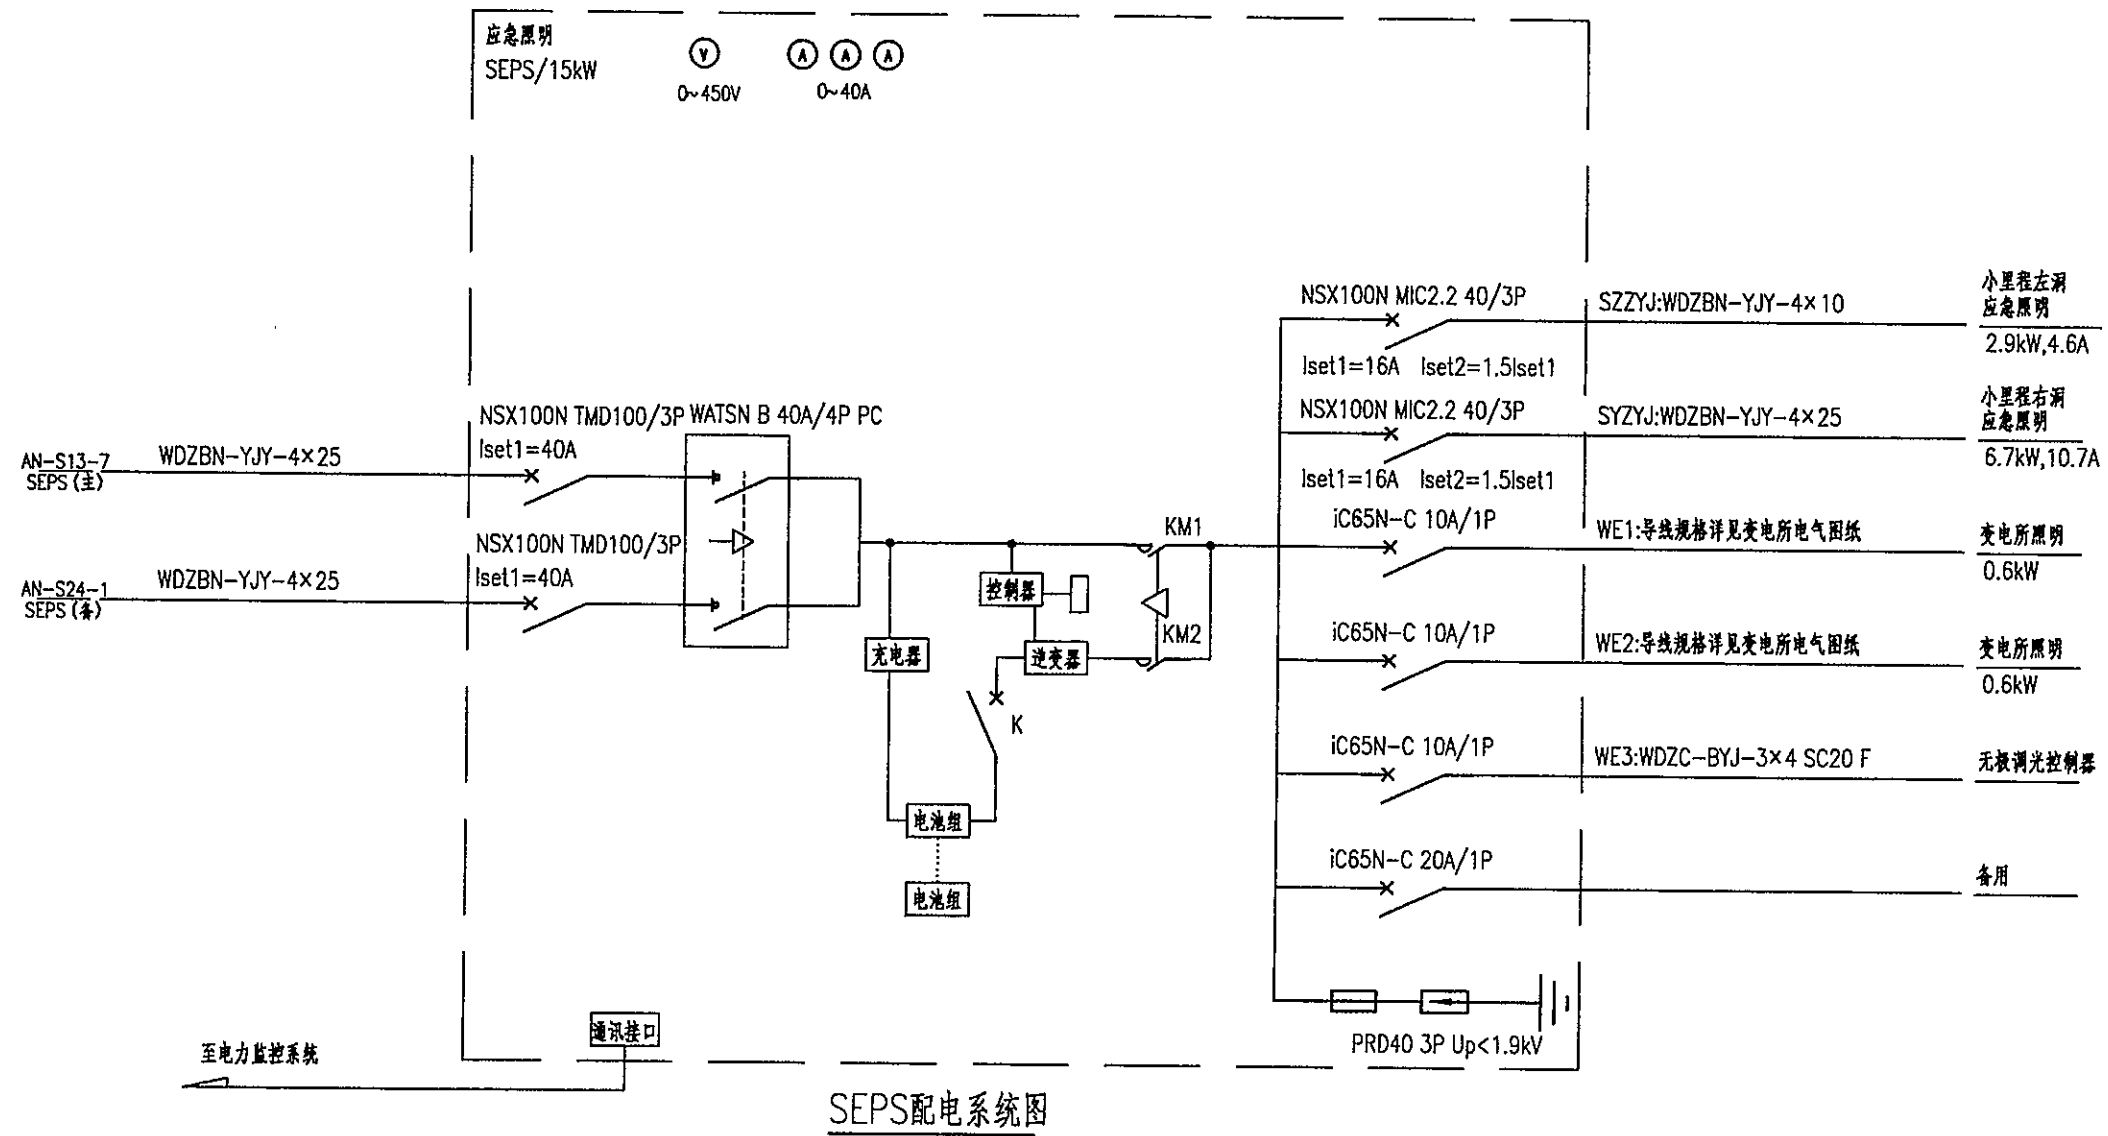 应急照明
SEPS/15kW
V
A A A
0~450V
0~40A
NSX100N MIC2.2 40/3P
SZZYJ:WDZBN-YJY-4×10
小里程左洞
应急照明
2.9kW,4.6A
Iset1=16A Iset2=1.5Iset1
NSX100N MIC2.2 40/3P
SYZYJ:WDZBN-YJY-4×25
小里程右洞
应急照明
6.7kW,10.7A
Iset1=16A Iset2=1.5Iset1
NSX100N TMD100/3P
WATSN B 40A/4P PC
Iset1=40A
AN-S13-7
SEPS(主)
WDZBN-YJY-4×25
NSX100N TMD100/3P
Iset1=40A
AN-S24-1
SEPS(备)
WDZBN-YJY-4×25
KM1
控制器
KM2
充电器
逆变器
K
电池组
电池组
iC65N-C 10A/1P
WE1:导线规格详见变电所电气图纸
变电所照明
0.6kW
iC65N-C 10A/1P
WE2:导线规格详见变电所电气图纸
变电所照明
0.6kW
iC65N-C 10A/1P
WE3:WDZC-BYJ-3×4 SC20 F
无极调光控制器
iC65N-C 20A/1P
备用
PRD40 3P Up<1.9kV
通讯接口
至电力监控系统
SEPS配电系统图